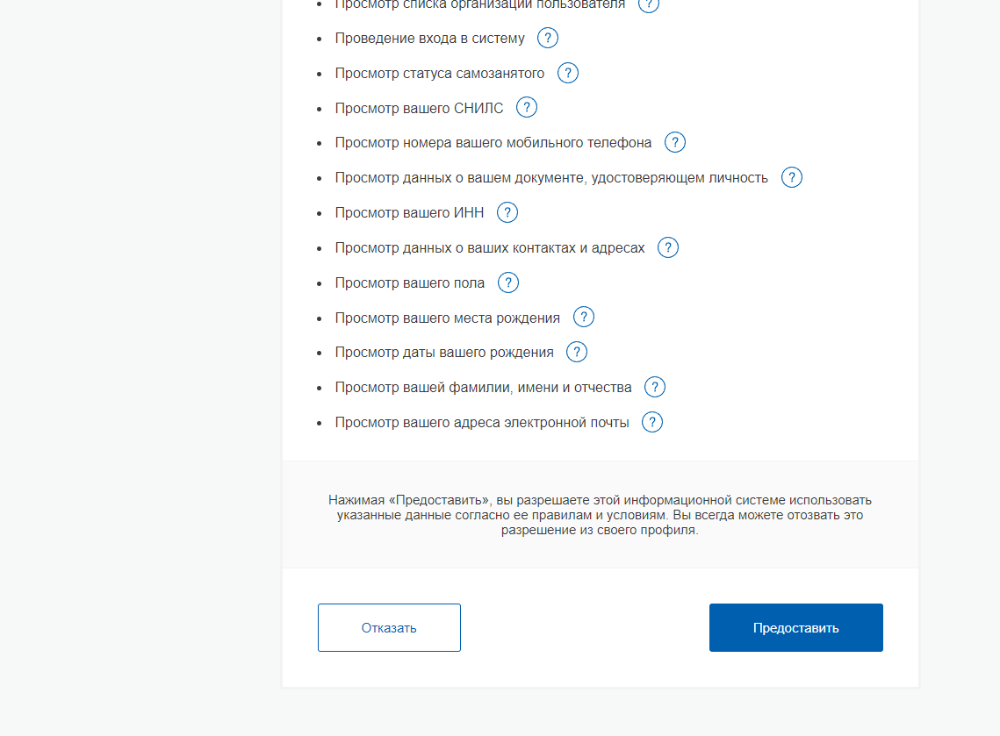 Просмотр списка организаций пользователя ?
Проведение входа в систему ?
Просмотр статуса самозанятого ?
Просмотр вашего СНИЛС ?
Просмотр номера вашего мобильного телефона ?
Просмотр данных о вашем документе, удостоверяющем личность ?
Просмотр вашего ИНН ?
Просмотр данных о ваших контактах и адресах ?
Просмотр вашего пола ?
Просмотр вашего места рождения ?
Просмотр даты вашего рождения ?
Просмотр вашей фамилии, имени и отчества ?
Просмотр вашего адреса электронной почты ?
Нажимая «Предоставить», вы разрешаете этой информационной системе использовать
указанные данные согласно ее правилам и условиям. Вы всегда можете отозвать это
разрешение из своего профиля.
Отказать
Предоставить